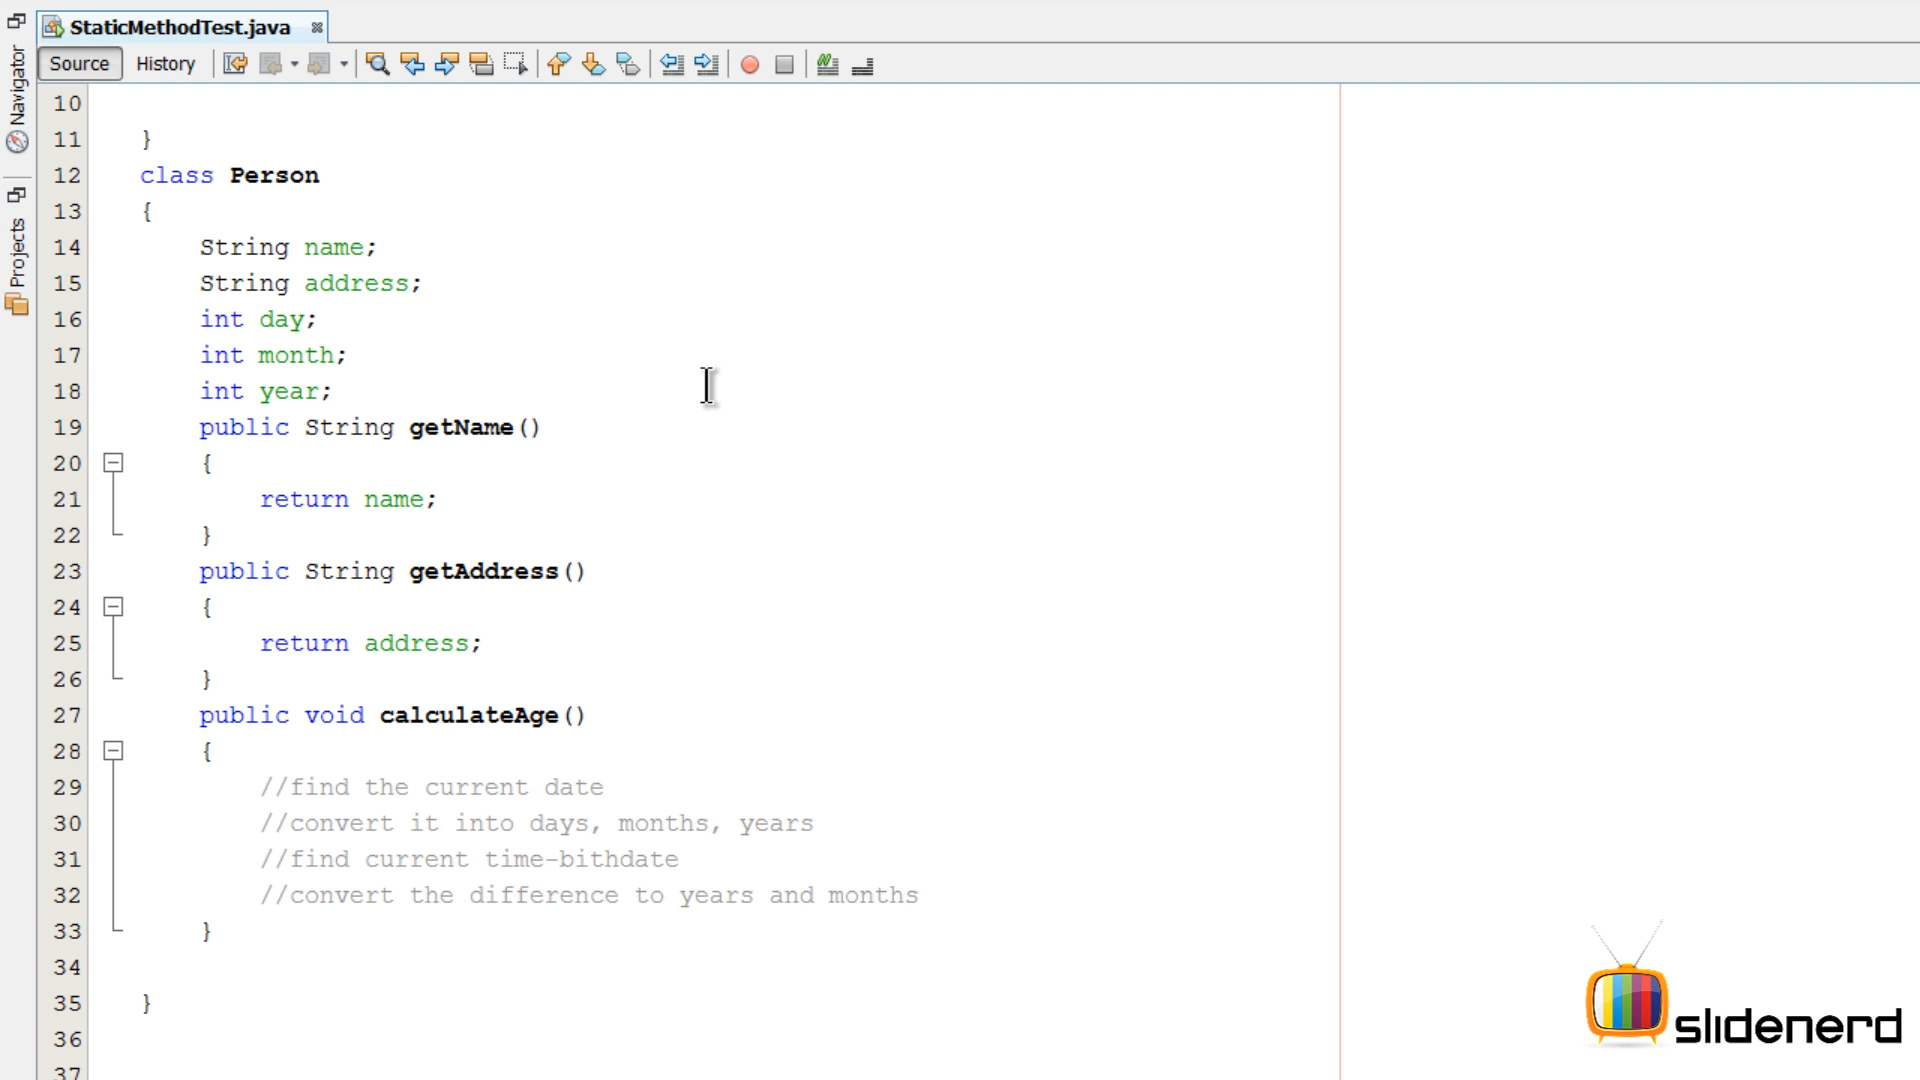 StaticMethodTest.java
Source History
Navigator
Projects
10
11 }
12 class Person
13 {
14 String name;
15 String address;
16 int day;
17 int month;
18 int year;
19 public String getName()
20 {
21 return name;
22 }
23 public String getAddress()
24 {
25 return address;
26 }
27 public void calculateAge()
28 {
29 //find the current date
30 //convert it into days, months, years
31 //find current time-bithdate
32 //convert the difference to years and months
33 }
34
35 }
36
37
slidenerd